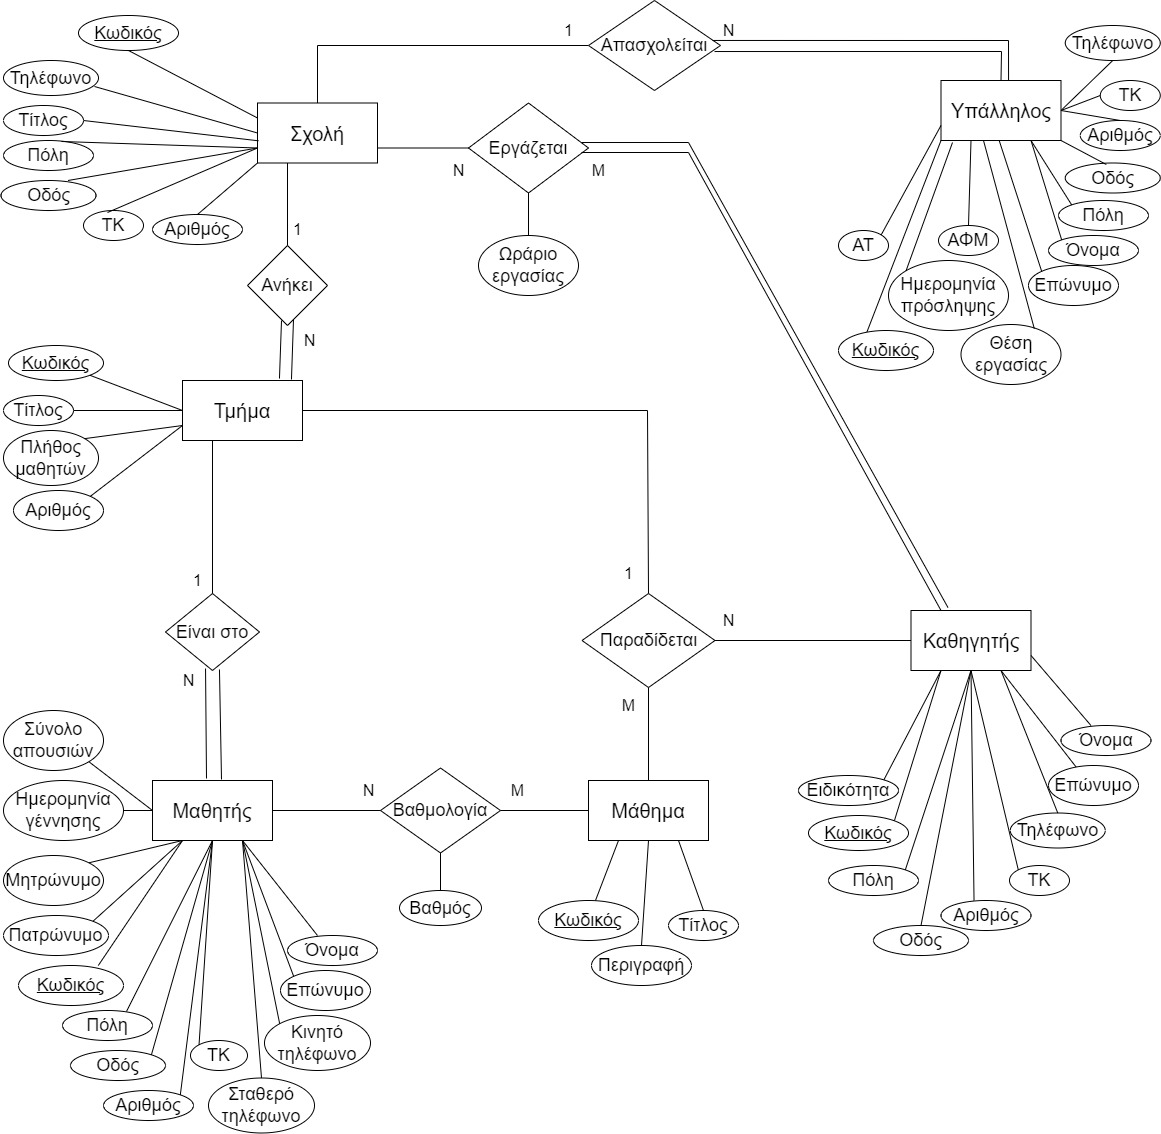 Κωδικός
Τηλέφωνο
Τίτλος
Πόλη
Οδός
ΤΚ
Αριθμός
Σχολή
1
Απασχολείται
N
Υπάλληλος
Τηλέφωνο
ΤΚ
Αριθμός
Οδός
Πόλη
Όνομα
Επώνυμο
Θέση
εργασίας
ΑΦΜ
Ημερομηνία
πρόσληψης
Κωδικός
ΑΤ
N
Εργάζεται
M
Ωράριο
εργασίας
1
Ανήκει
N
Κωδικός
Τίτλος
Πλήθος
μαθητών
Αριθμός
Τμήμα
1
Είναι στο
N
1
Παραδίδεται
N
M
Καθηγητής
Όνομα
Επώνυμο
Τηλέφωνο
ΤΚ
Αριθμός
Οδός
Πόλη
Κωδικός
Ειδικότητα
Σύνολο
απουσιών
Ημερομηνία
γέννησης
Μητρώνυμο
Πατρώνυμο
Κωδικός
Πόλη
Οδός
Αριθμός
ΤΚ
Σταθερό
τηλέφωνο
Κινητό
τηλέφωνο
Επώνυμο
Όνομα
Μαθητής
N
Βαθμολογία
M
Βαθμός
Μάθημα
Κωδικός
Περιγραφή
Τίτλος